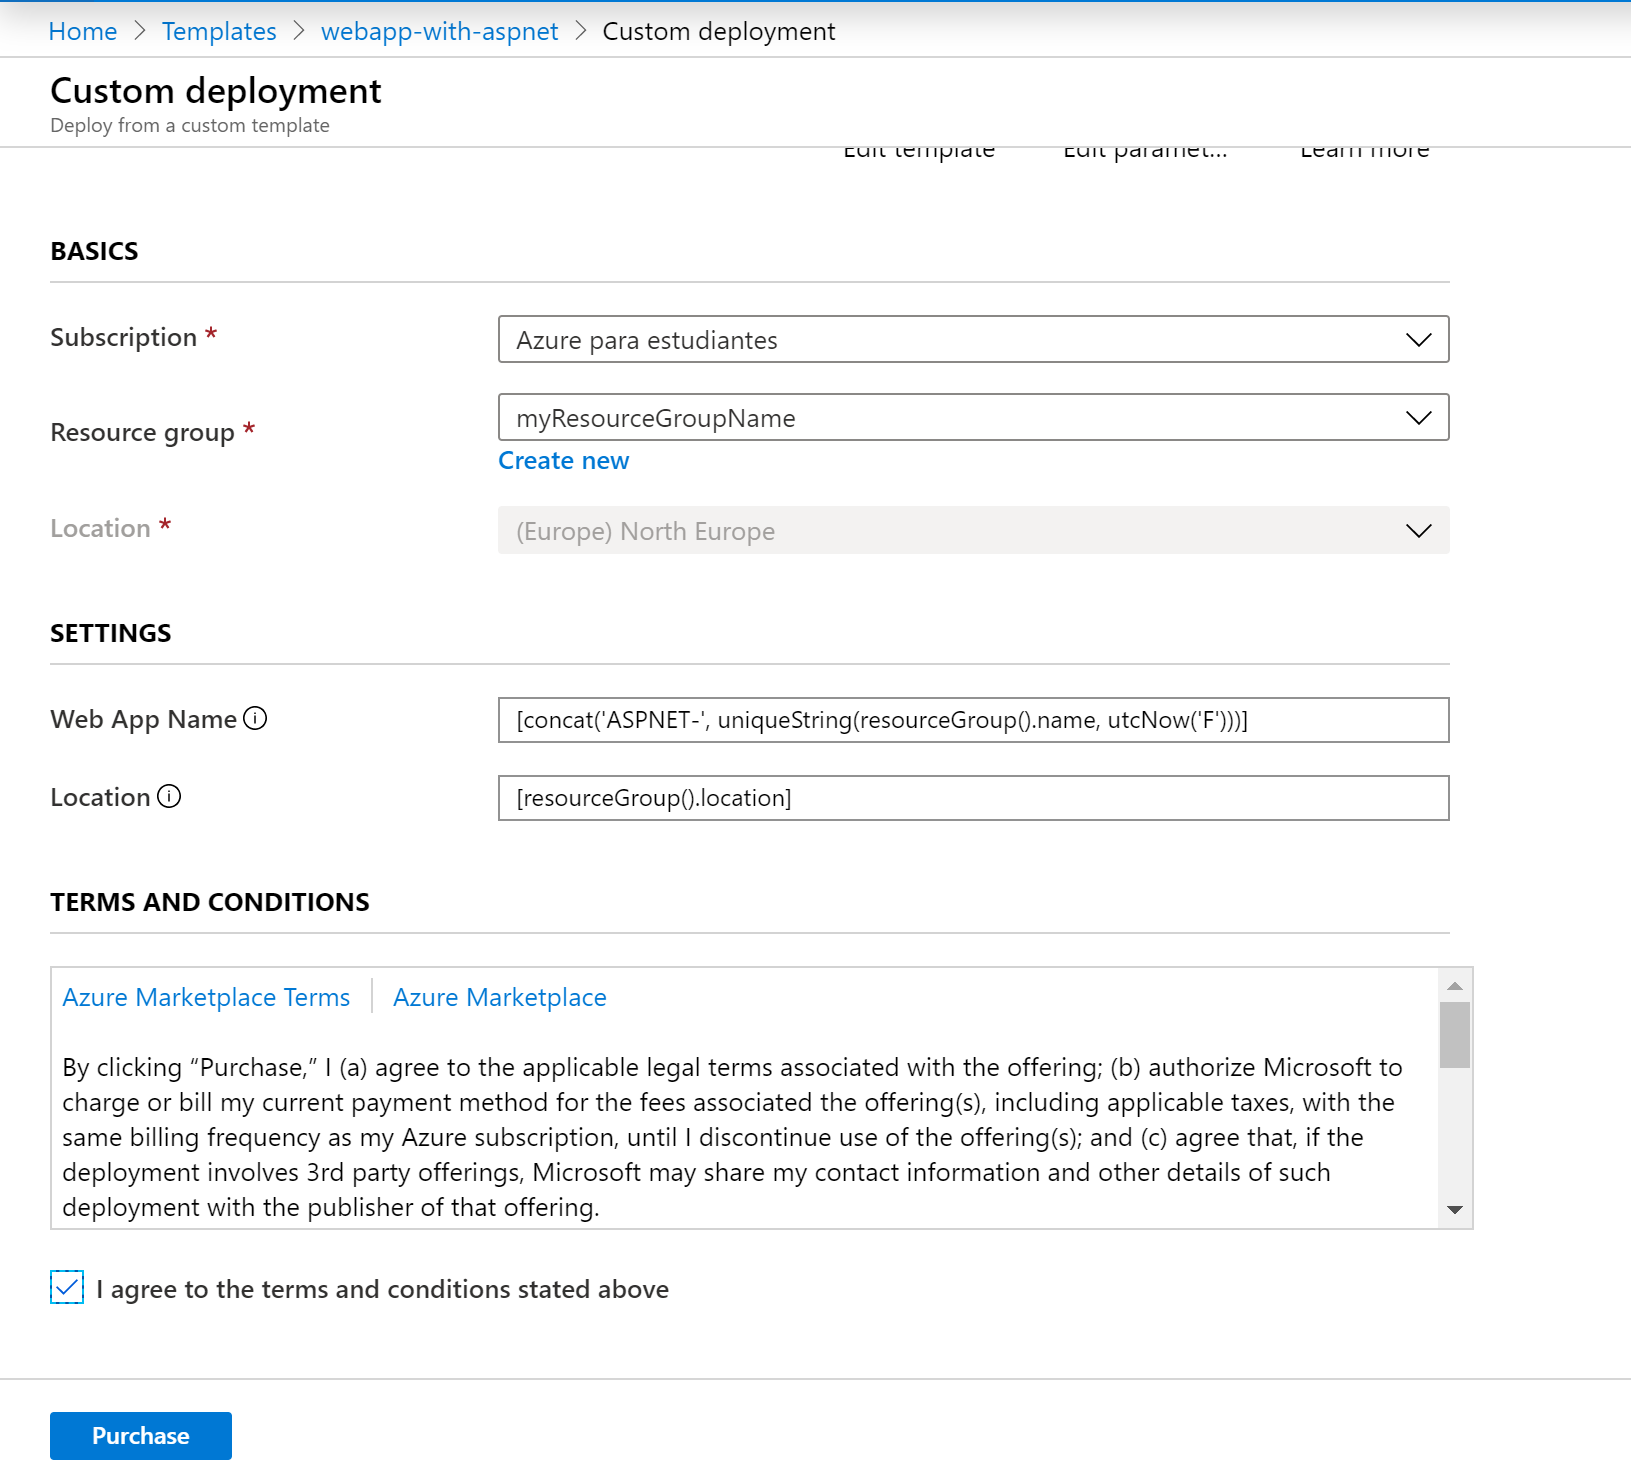 Home > Templates > webapp-with-aspnet > Custom deployment
Custom deployment
Deploy from a custom template
Edit template Edit paramet... Learn more
BASICS
Subscription * Azure para estudiantes
Resource group * myResourceGroupName
Create new
Location * (Europe) North Europe
SETTINGS
Web App Name [concat('ASPNET-', uniqueString(resourceGroup().name, utcNow('F')))]
Location [resourceGroup().location]
TERMS AND CONDITIONS
Azure Marketplace Terms | Azure Marketplace
By clicking “Purchase,” I (a) agree to the applicable legal terms associated with the offering; (b) authorize Microsoft to
charge or bill my current payment method for the fees associated the offering(s), including applicable taxes, with the
same billing frequency as my Azure subscription, until I discontinue use of the offering(s); and (c) agree that, if the
deployment involves 3rd party offerings, Microsoft may share my contact information and other details of such
deployment with the publisher of that offering.
I agree to the terms and conditions stated above
Purchase